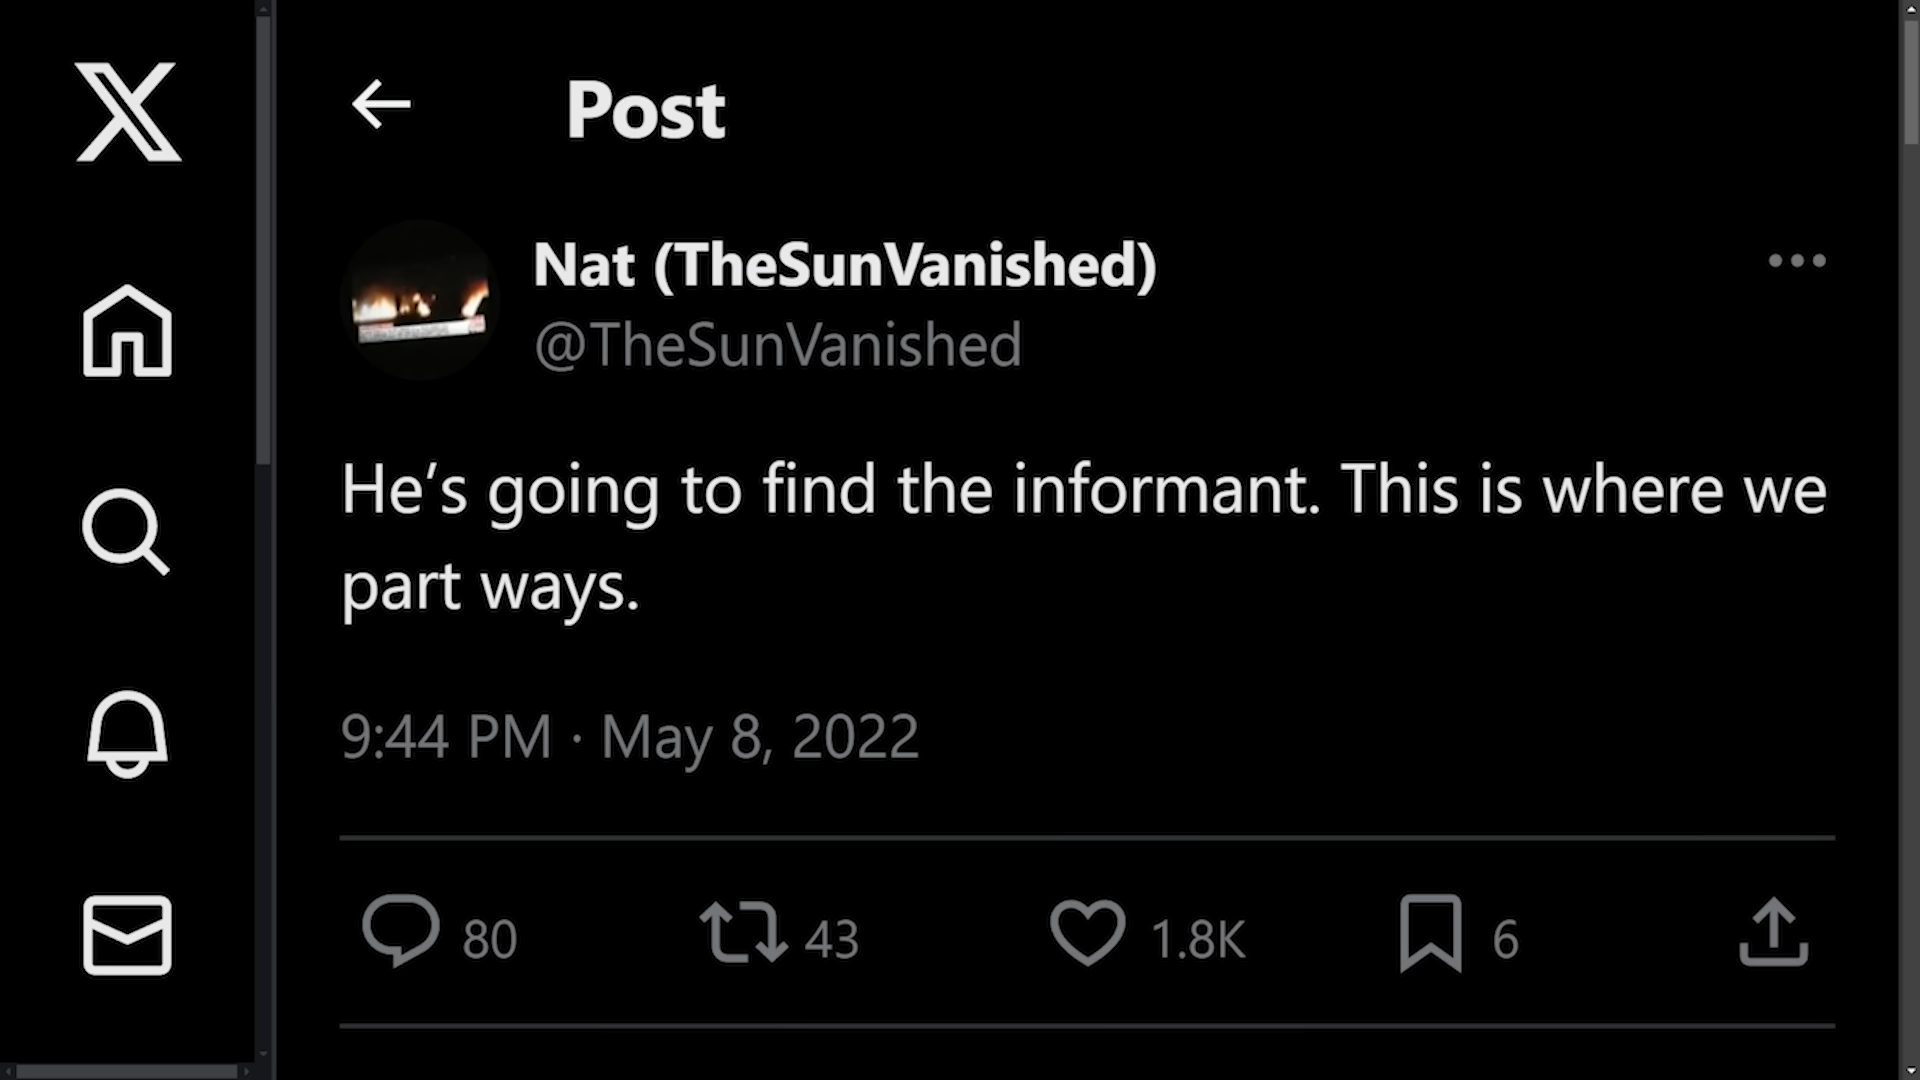 Post
Nat (TheSunVanished)
@TheSunVanished
He’s going to find the informant. This is where we
part ways.
9:44 PM · May 8, 2022
80 43 1.8K 6